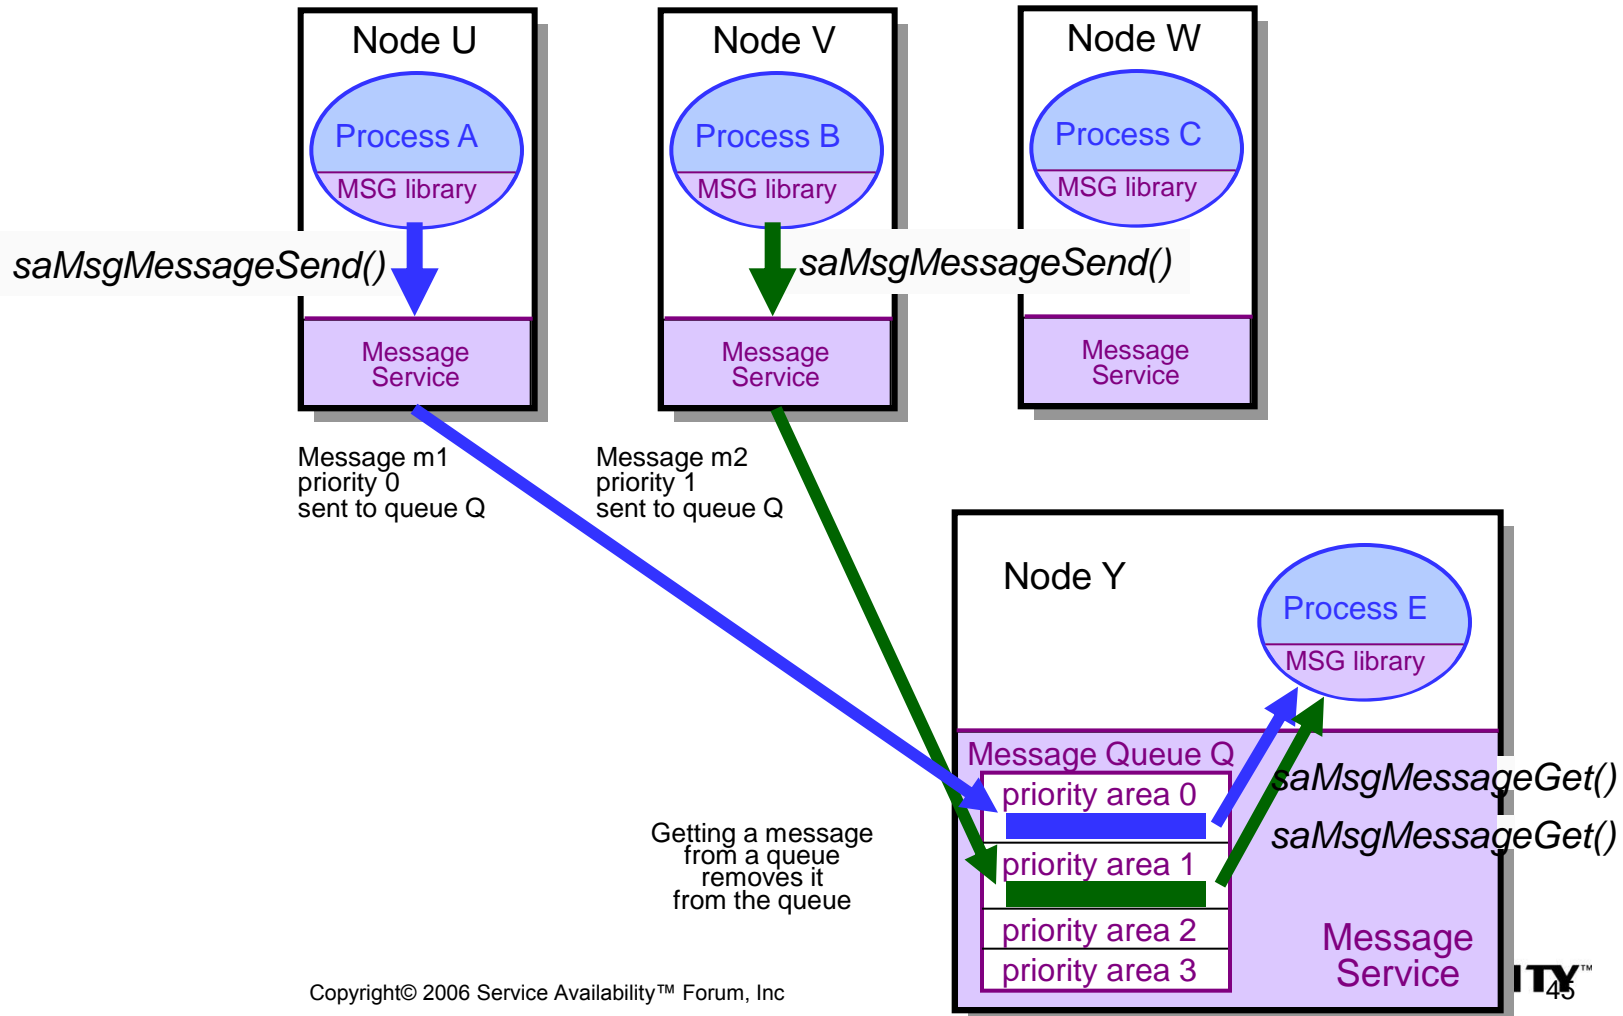 Node U
Node V
Node W
Process A
MSG library
Process B
MSG library
Process C
MSG library
saMsgMessageSend()
saMsgMessageSend()
Message
Service
Message
Service
Message
Service
Message m1
priority 0
sent to queue Q
Message m2
priority 1
sent to queue Q
Node Y
Process E
MSG library
Message Queue Q
priority area 0
priority area 1
priority area 2
priority area 3
saMsgMessageGet()
saMsgMessageGet()
Getting a message
from a queue
removes it
from the queue
Message
Service
Copyright© 2006 Service Availability™ Forum, Inc
ITY™
45